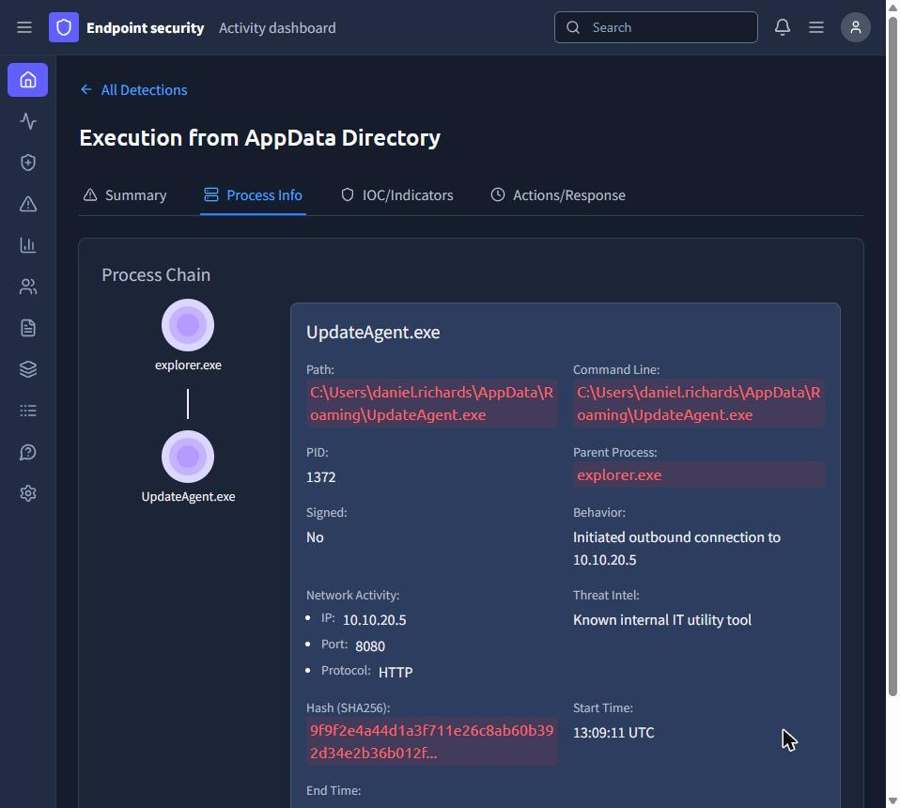 Endpoint security Activity dashboard Search
All Detections
Execution from AppData Directory
Summary Process Info IOC/Indicators Actions/Response
Process Chain
explorer.exe
UpdateAgent.exe
UpdateAgent.exe
Path:
C:\Users\daniel.richards\AppData\R
oaming\UpdateAgent.exe
Command Line:
C:\Users\daniel.richards\AppData\R
oaming\UpdateAgent.exe
PID:
1372
Parent Process:
explorer.exe
Signed:
No
Behavior:
Initiated outbound connection to
10.10.20.5
Network Activity:
• IP: 10.10.20.5
• Port: 8080
• Protocol: HTTP
Threat Intel:
Known internal IT utility tool
Hash (SHA256):
9f9f2e4a44d1a3f711e26c8ab60b39
2d34e2b36b012f...
Start Time:
13:09:11 UTC
End Time: